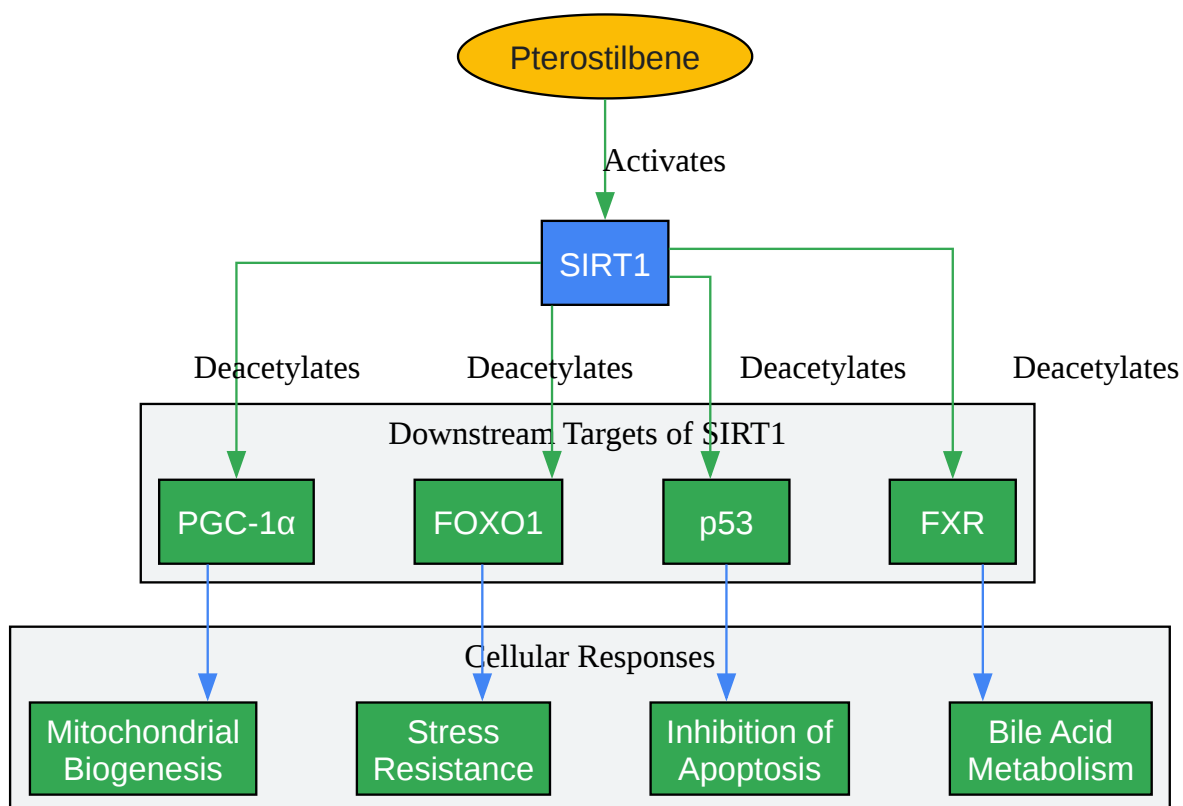 Pterostilbene
Activates
SIRT1
Deacetylates
Deacetylates
Deacetylates
Deacetylates
Downstream Targets of SIRT1
PGC-1α
FOXO1
p53
FXR
Cellular Responses
Mitochondrial
Biogenesis
Stress
Resistance
Inhibition of
Apoptosis
Bile Acid
Metabolism